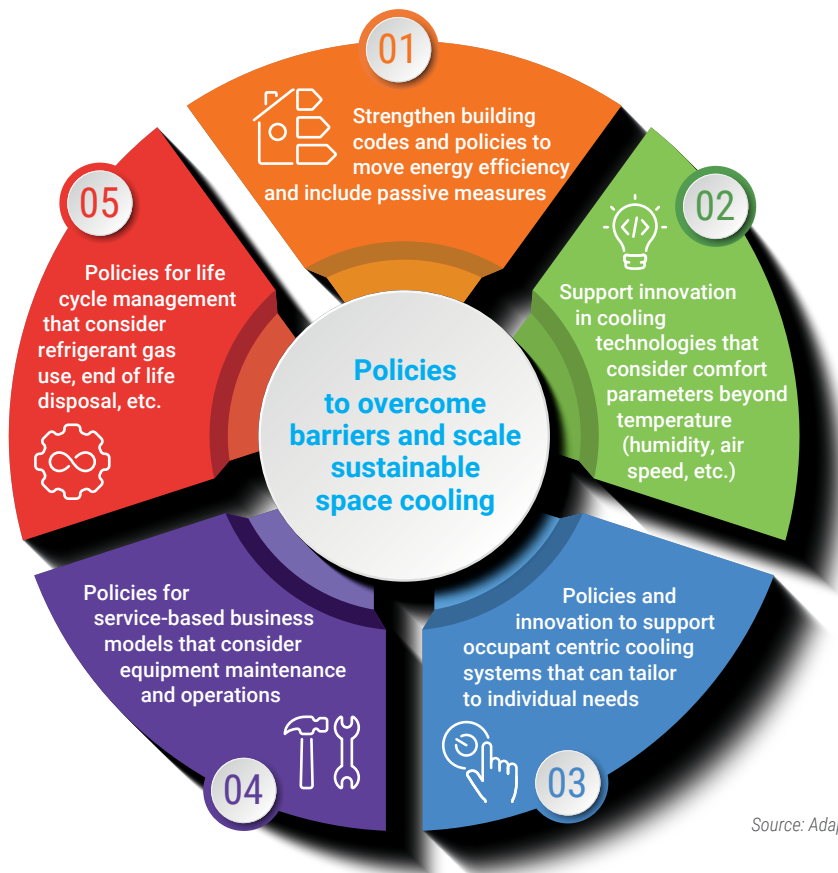 01
Strengthen building
codes and policies to
move energy efficiency
and include passive measures
02
</>
Support innovation
in cooling
technologies that
consider comfort
parameters beyond
temperature
(humidity, air
speed, etc.)
03
Policies and
innovation to support
occupant centric cooling
systems that can tailor
to individual needs
04
Policies for
service-based business
models that consider
equipment maintenance
and operations
05
Policies for life
cycle management
that consider
refrigerant gas
use, end of life
disposal, etc.
Policies
to overcome
barriers and scale
sustainable
space cooling
Source: